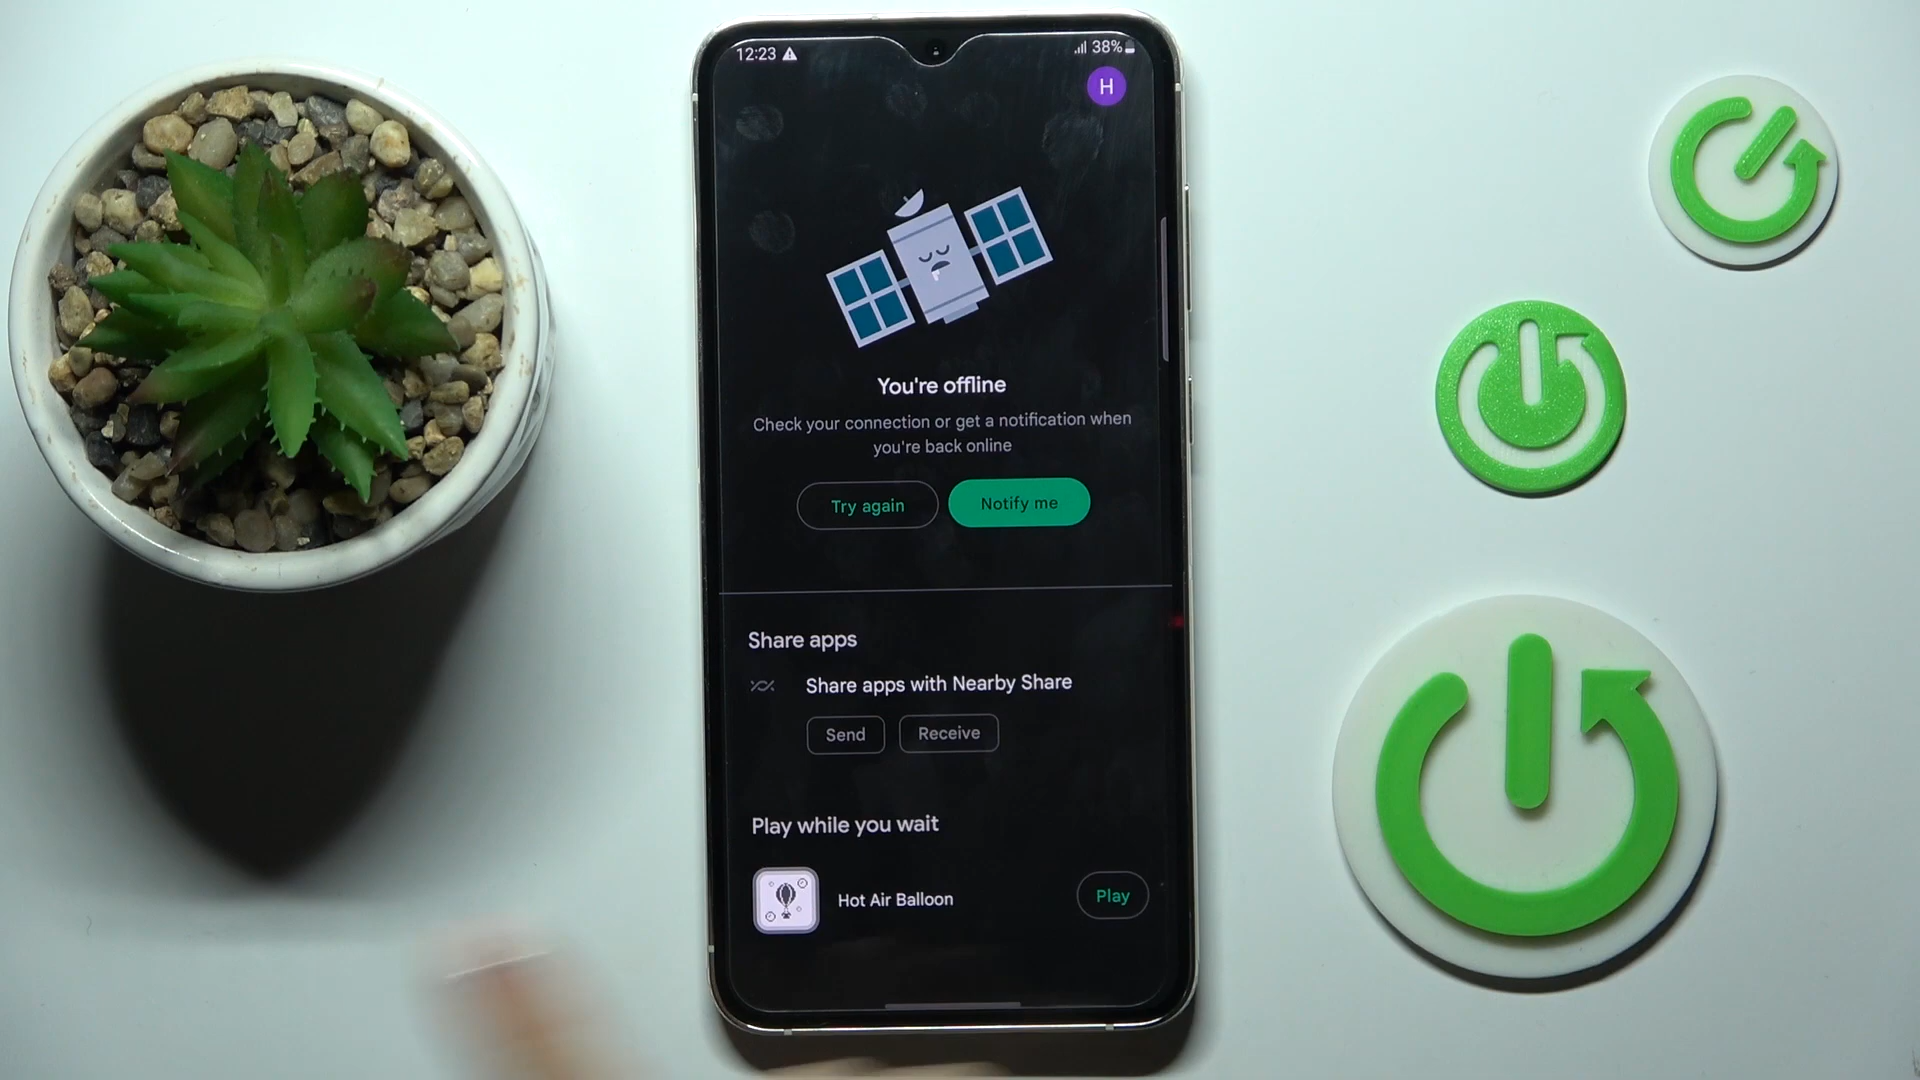 12:23
38%
H
You're offline
Check your connection or get a notification when
you're back online
Try again
Notify me
Share apps
Share apps with Nearby Share
Send
Receive
Play while you wait
Hot Air Balloon
Play